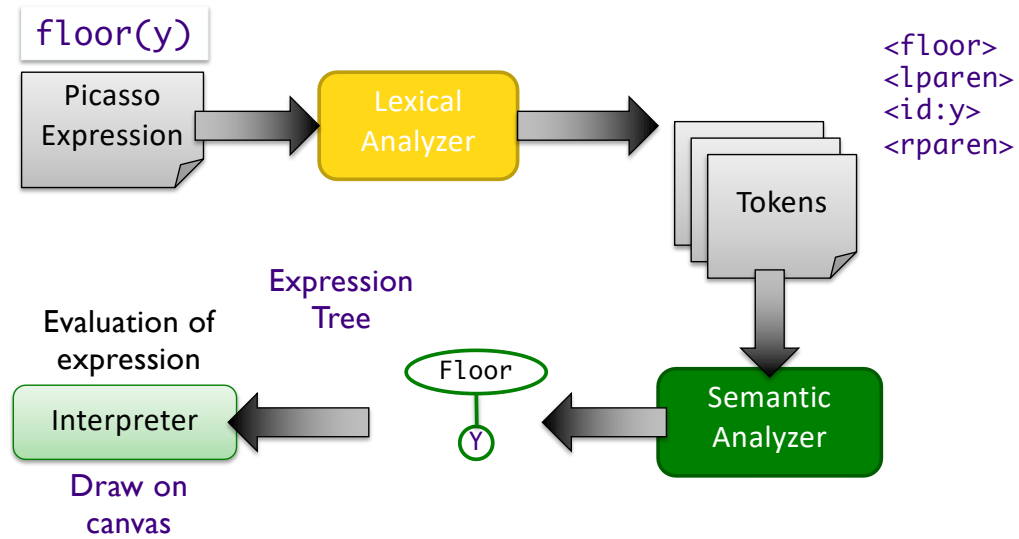 floor(y)
Picasso
Expression
Lexical
Analyzer
<floor>
<lparen>
<id:y>
<rparen>
Tokens
Semantic
Analyzer
Expression
Tree
Floor
Y
Evaluation of
expression
Interpreter
Draw on
canvas